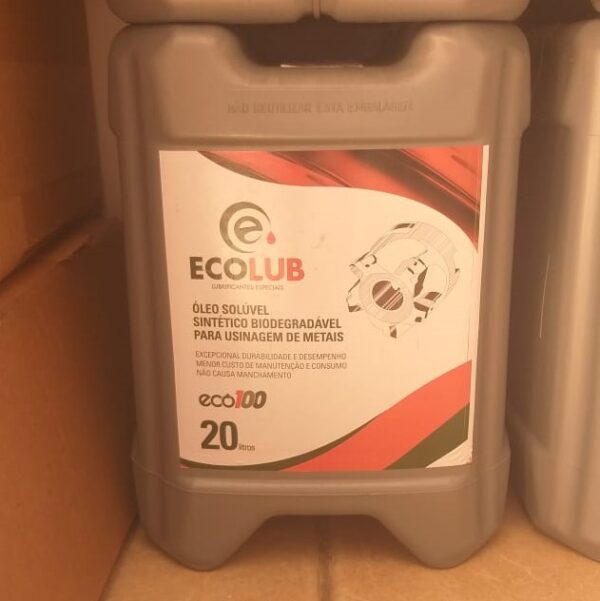 NÃO REUTILIZAR ESTA EMBALAGEM
e
ECOLUB
LUBRIFICANTES ESPECIAIS
ÓLEO SOLÚVEL
SINTÉTICO BIODEGRADÁVEL
PARA USINAGEM DE METAIS
EXCEPCIONAL DURABILIDADE E DESEMPENHO
MENOR CUSTO DE MANUTENÇÃO E CONSUMO
NÃO CAUSA MANCHAMENTO
eco100
20 litros